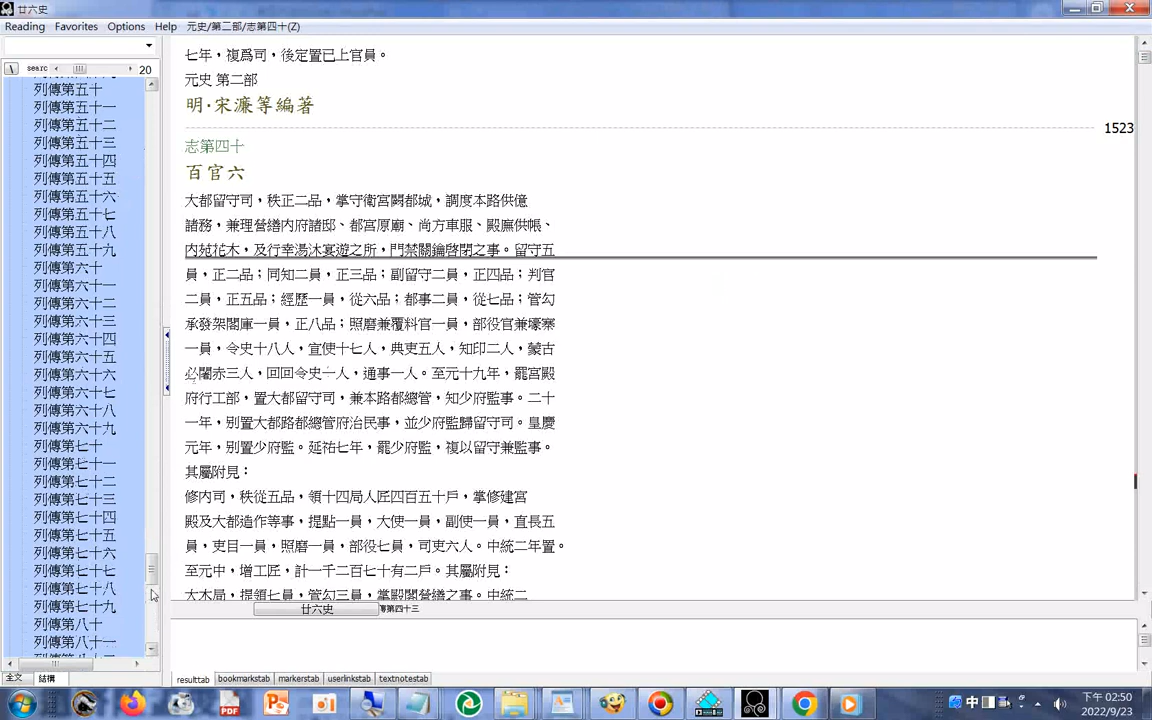 廿六史
Reading Favorites Options Help 元史/第二部/志第四十(Z)
searc 20
列傳第五十
列傳第五十一
列傳第五十二
列傳第五十三
列傳第五十四
列傳第五十五
列傳第五十六
列傳第五十七
列傳第五十八
列傳第五十九
列傳第六十
列傳第六十一
列傳第六十二
列傳第六十三
列傳第六十四
列傳第六十五
列傳第六十六
列傳第六十七
列傳第六十八
列傳第六十九
列傳第七十
列傳第七十一
列傳第七十二
列傳第七十三
列傳第七十四
列傳第七十五
列傳第七十六
列傳第七十七
列傳第七十八
列傳第七十九
列傳第八十
列傳第八十一
全文 結構
七年，複爲司，後定置已上官員。
元史 第二部
明·宋濂等編著
1523
志第四十
百官六
大都留守司，秩正二品，掌守衛宮闕都城，調度本路供億
諸務，兼理營繕內府諸邸、都宮原廟、尚方車服、殿廡供帳、
內苑花木，及行幸湯沐宴遊之所，門禁關鑰啓閉之事。留守五
員，正二品；同知二員，正三品；副留守二員，正四品；判官
二員，正五品；經歷一員，從六品；都事二員，從七品；管勾
承發架閣庫一員，正八品；照磨兼覆料官一員，部役官兼壕寨
一員，令史十八人，宣使十七人，典吏五人，知印二人，蒙古
必闍赤三人，回回令史一人，通事一人。至元十九年，罷宮殿
府行工部，置大都留守司，兼本路都總管，知少府監事。二十
一年，別置大都路都總管府治民事，並少府監歸留守司。皇慶
元年，別置少府監。延祐七年，罷少府監，複以留守兼監事。
其屬附見：
修內司，秩從五品，領十四局人匠四百五十戶，掌修建宮
殿及大都造作等事，提點一員，大使一員，副使一員，直長五
員，吏目一員，照磨一員，部役七員，司吏六人。中統二年置。
至元中，增工匠，計一千二百七十有二戶。其屬附見：
大木局，提領七員，管勾三員，掌殿閣營繕之事。中統二
廿六史 傳第四十三
resulttab bookmarkstab markerstab userlinkstab textnotestab
中
下午 02:50
2022/9/23